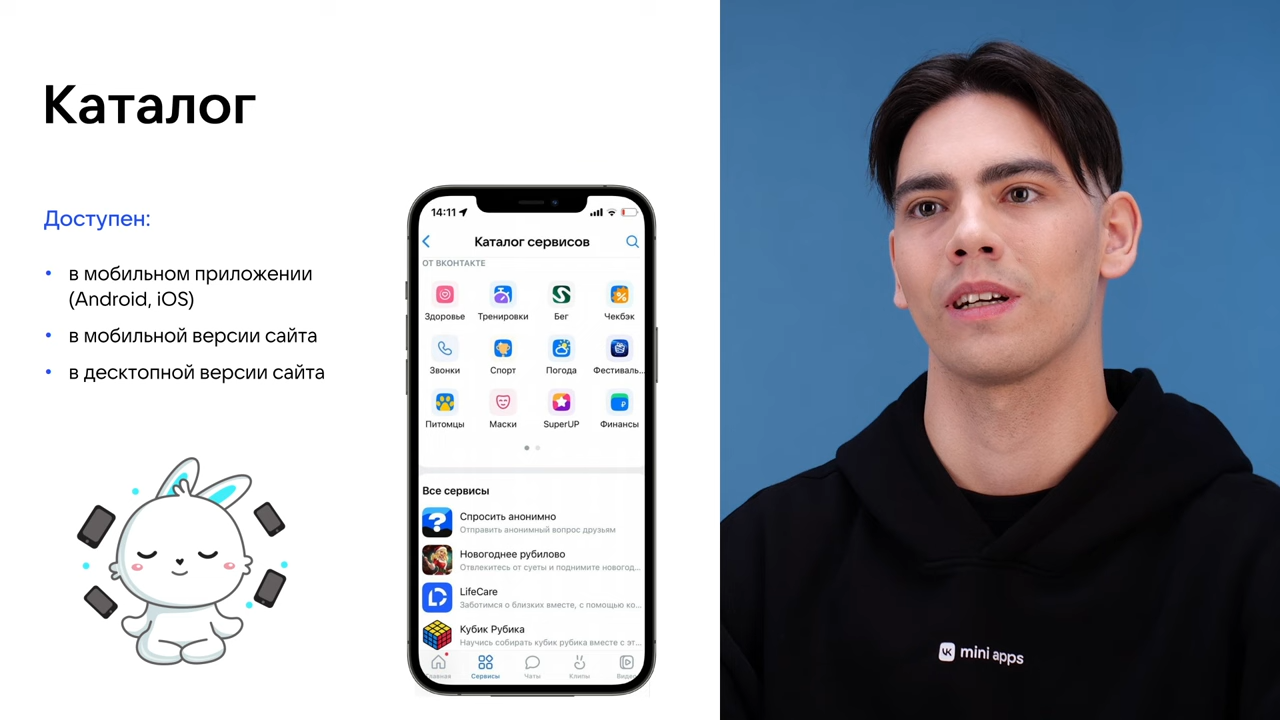 Каталог
Доступен:
в мобильном приложении
(Android, iOS)
в мобильной версии сайта
в десктопной версии сайта
14:11
Каталог сервисов
ОТ ВКОНТАКТЕ
Здоровье Тренировки Бег Чекбэк
Звонки Спорт Погода Фестиваль...
Питомцы Маски SuperUP Финансы
Все сервисы
Спросить анонимно
Отправить анонимный вопрос друзьям
Новогоднее рубилово
Отвлекитесь от суеты и поднимите новогод...
LifeCare
Заботимся о близких вместе, с помощью ко...
Кубик Рубика
Научись собирать кубик рубика вместе с эт...
Главная Сервисы Чаты Клипы Видео
VK mini apps